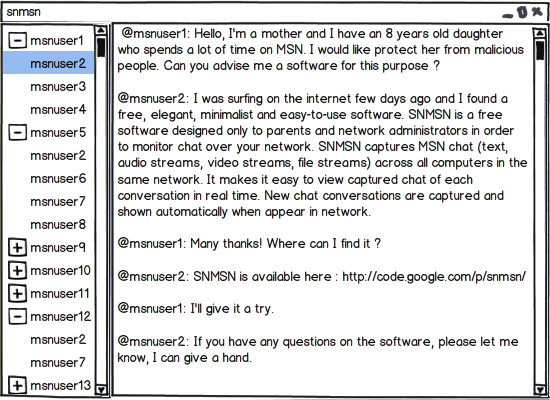 snmsn
msnuser1
msnuser2
msnuser3
msnuser4
msnuser5
msnuser2
msnuser6
msnuser7
msnuser8
msnuser9
msnuser10
msnuser11
msnuser12
msnuser2
msnuser7
msnuser13
@msnuser1: Hello, I'm a mother and I have an 8 years old daughter
who spends a lot of time on MSN. I would like protect her from malicious
people. Can you advise me a software for this purpose ?
@msnuser2: I was surfing on the internet few days ago and I found a
free, elegant, minimalist and easy-to-use software. SNMSN is a free
software designed only to parents and network administrators in order
to monitor chat over your network. SNMSN captures MSN chat (text,
audio streams, video streams, file streams) across all computers in the
same network. It makes it easy to view captured chat of each
conversation in real time. New chat conversations are captured and
shown automatically when appear in network.
@msnuser1: Many thanks! Where can I find it ?
@msnuser2: SNMSN is available here : http://code.google.com/p/snmsn/
@msnuser1: I'll give it a try.
@msnuser2: If you have any questions on the software, please let me
know, I can give a hand.